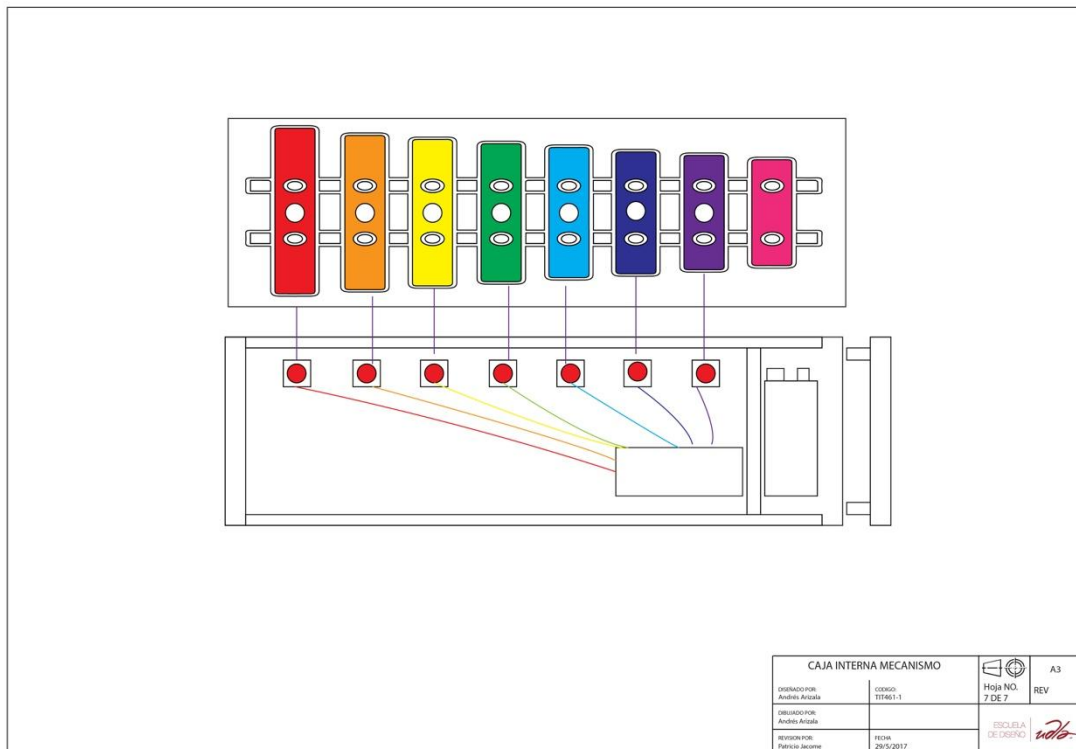 CAJA INTERNA MECANISMO
A3
DISEÑADO POR:
Andrés Arizala
CODIGO:
TIT461-1
Hoja NO.
7 DE 7
REV
DIBUJADO POR:
Andrés Arizala
REVISION POR:
Patricio Jacome
FECHA
29/5/2017
ESCUELA
DE DISEÑO
udla-